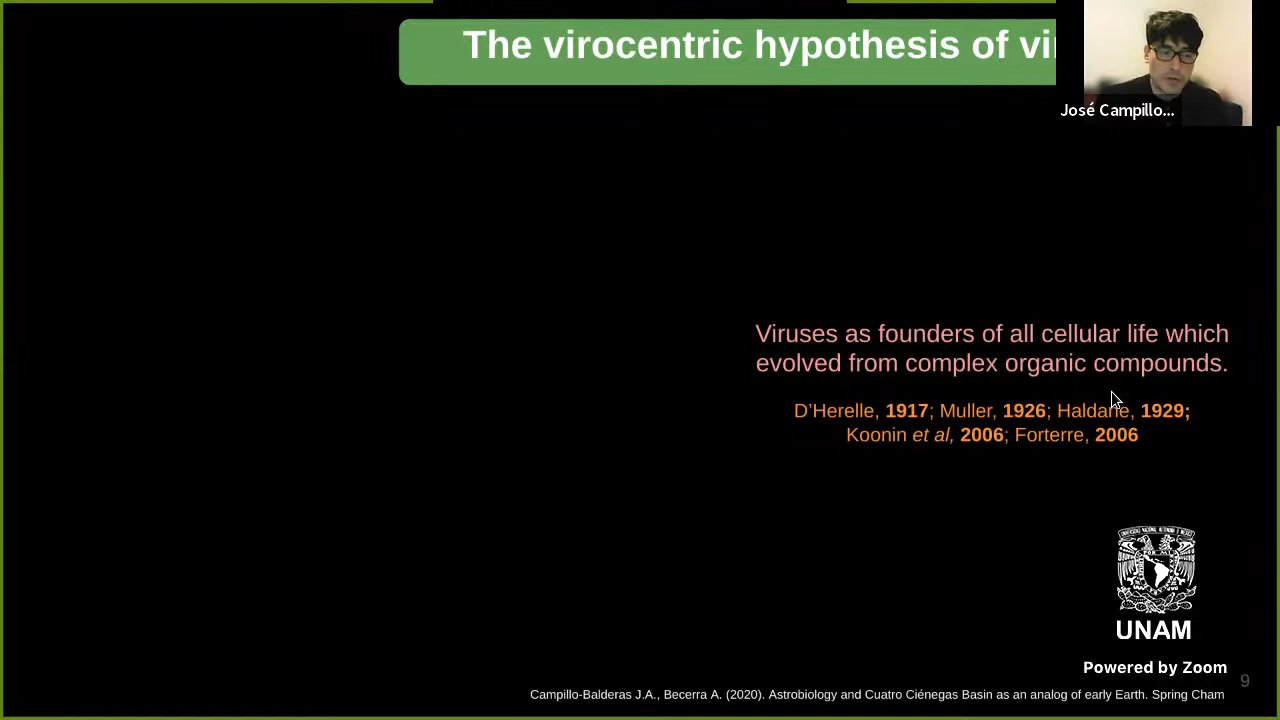 The virocentric hypothesis of vi
José Campillo...
Viruses as founders of all cellular life which
evolved from complex organic compounds.
D'Herelle, 1917; Muller, 1926; Haldane, 1929;
Koonin et al, 2006; Forterre, 2006
UNAM
Powered by Zoom
9
Campillo-Balderas J.A., Becerra A. (2020). Astrobiology and Cuatro Ciénegas Basin as an analog of early Earth. Spring Cham